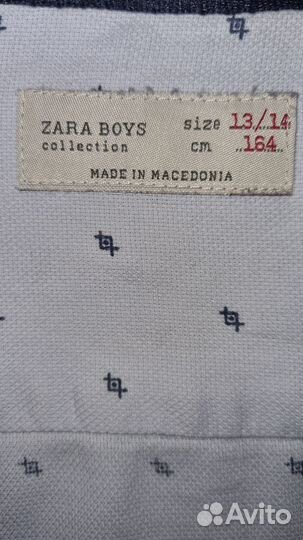 ZARA BOYS size 13/14
collection cm ..164..
MADE IN MACEDONIA
Avito